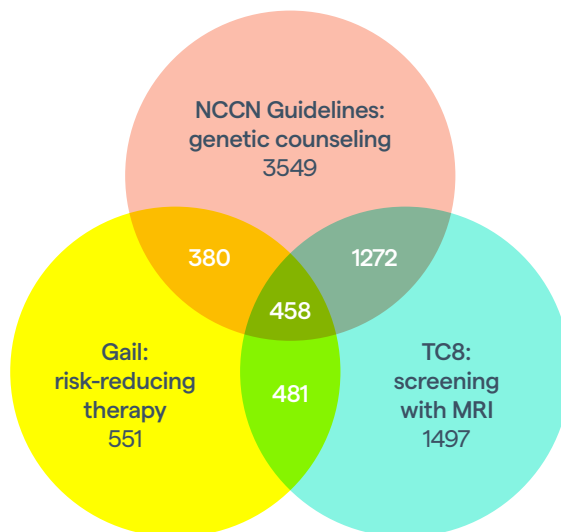 NCCN Guidelines:
genetic counseling
3549
380
1272
458
Gail:
risk-reducing
therapy
551
481
TC8:
screening
with MRI
1497